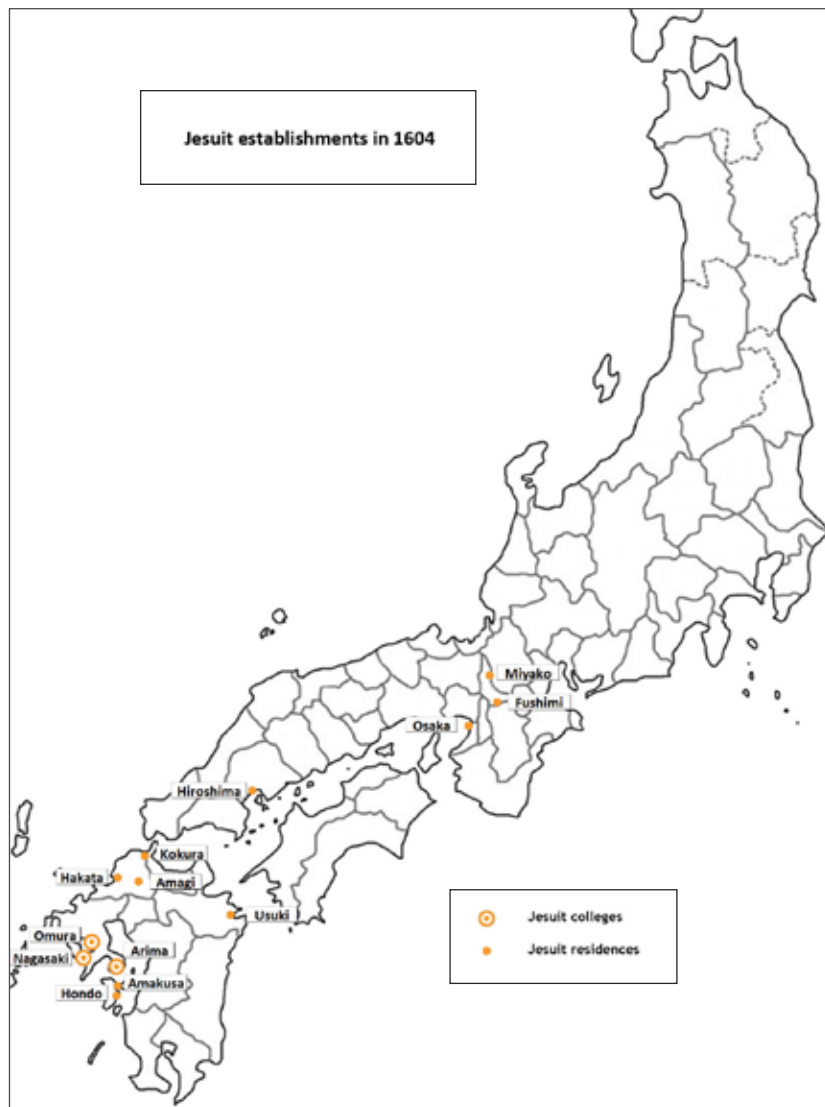 Jesuit establishments in 1604
Miyako
Fushimi
Osaka
Hiroshima
Kokura
Hakata
Amagi
Usuki
Omura
Arima
Nagasaki
Amakusa
Hondo
Jesuit colleges
Jesuit residences